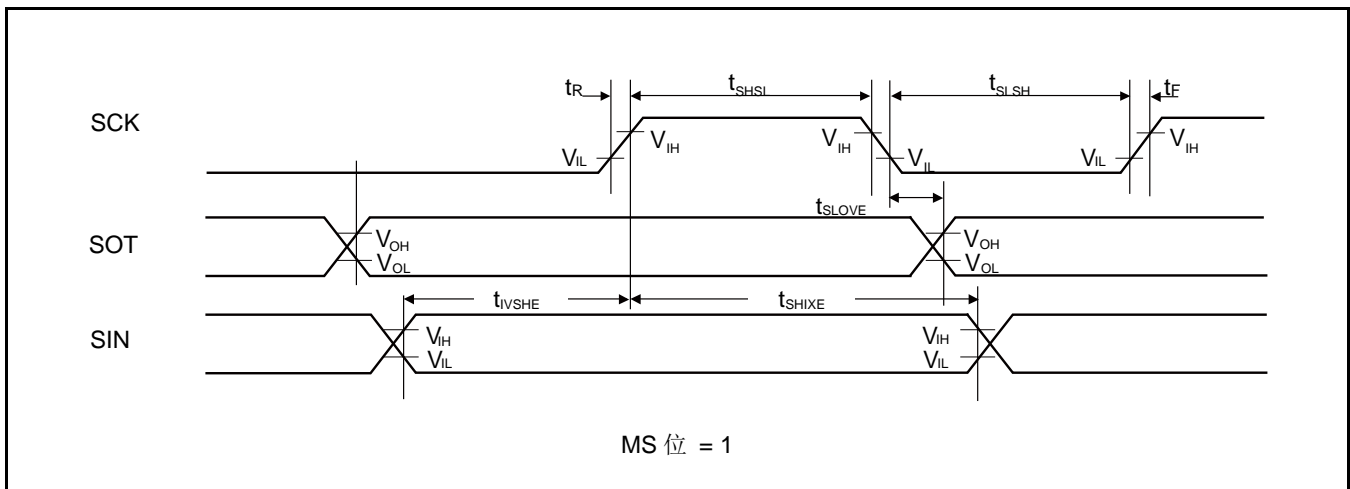 tR tSHSL tSLSH tF
SCK
VIH VIH VIH
VIL VIL VIL
tSLOVE
SOT
VOH VOH
VOL VOL
tIVSHE tSHIXE
SIN
VIH VIH
VIL VIL
MS 位 = 1